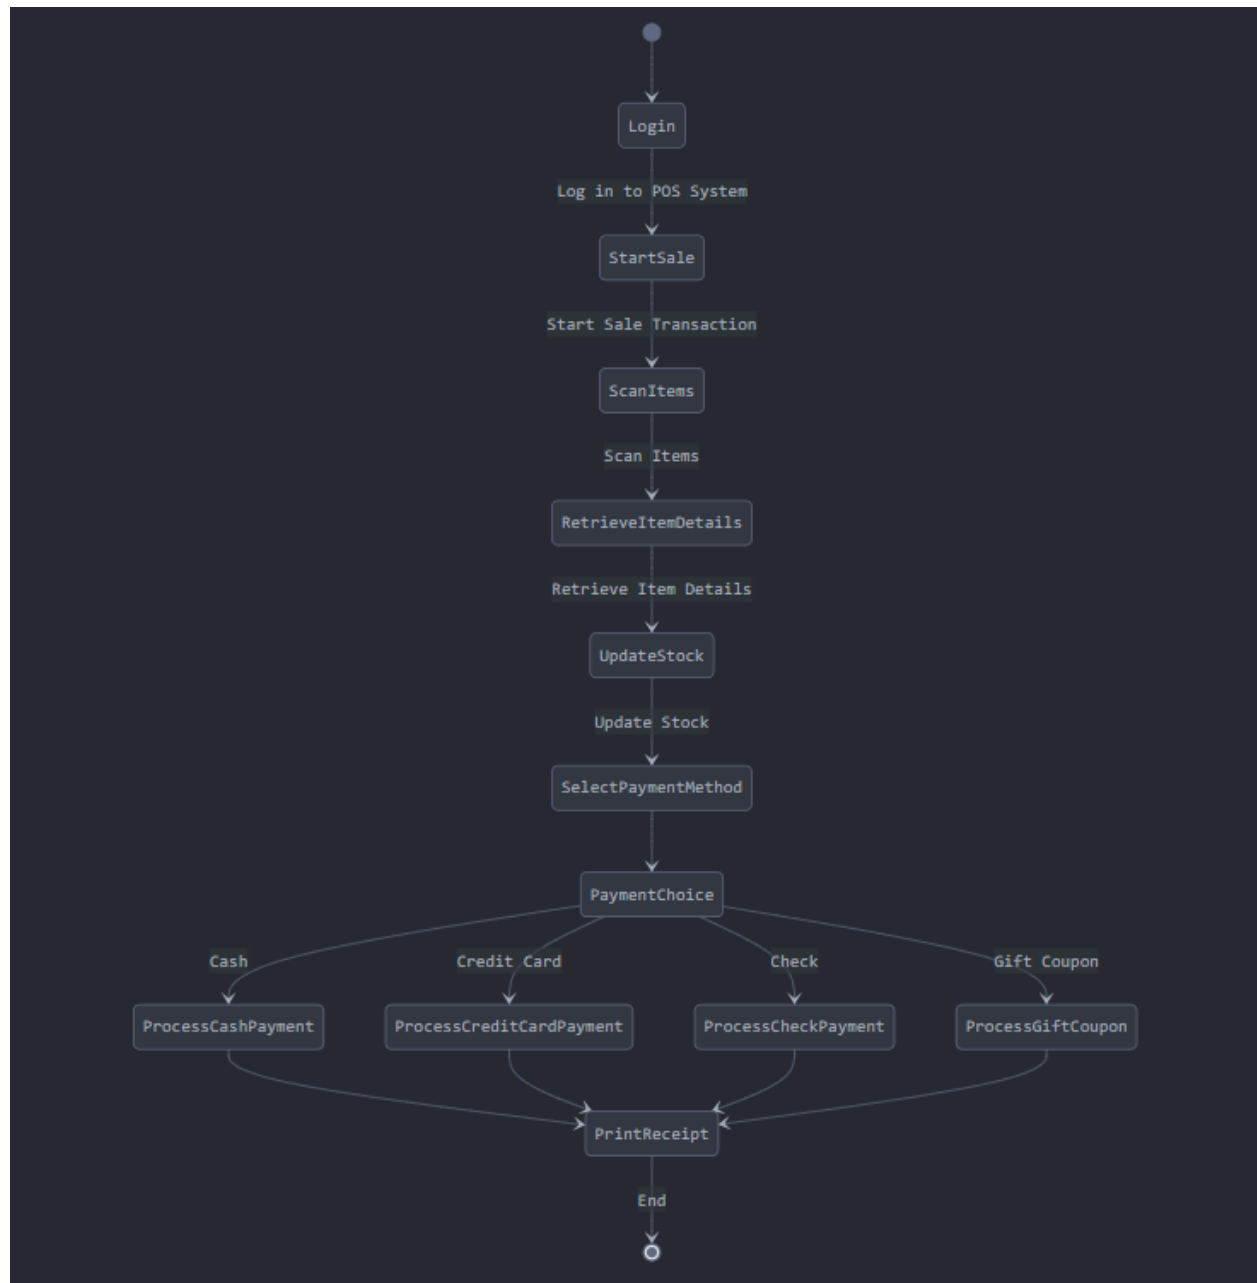 Login
Log in to POS System
StartSale
Start Sale Transaction
ScanItems
Scan Items
RetrieveItemDetails
Retrieve Item Details
UpdateStock
Update Stock
SelectPaymentMethod
PaymentChoice
Cash
Credit Card
Check
Gift Coupon
ProcessCashPayment
ProcessCreditCardPayment
ProcessCheckPayment
ProcessGiftCoupon
PrintReceipt
End